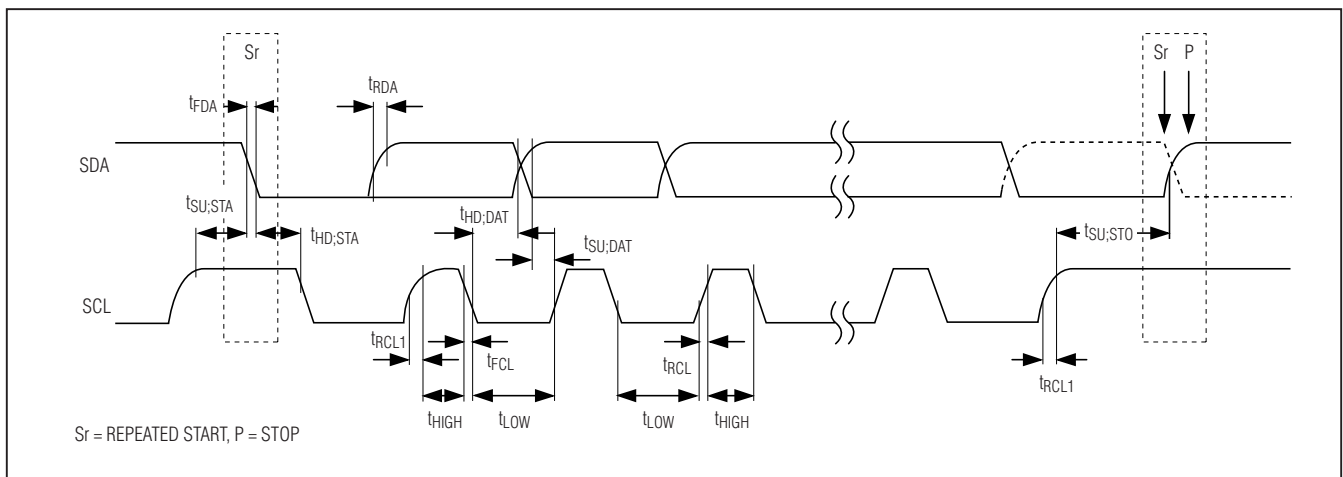 Sr
Sr P
tFDA
tRDA
SDA
tSU;STA
tHD;STA
tHD;DAT
tSU;DAT
tSU;STO
SCL
tRCL1
tFCL
tRCL
tRCL1
tHIGH
tLOW
tLOW
tHIGH
Sr = REPEATED START, P = STOP